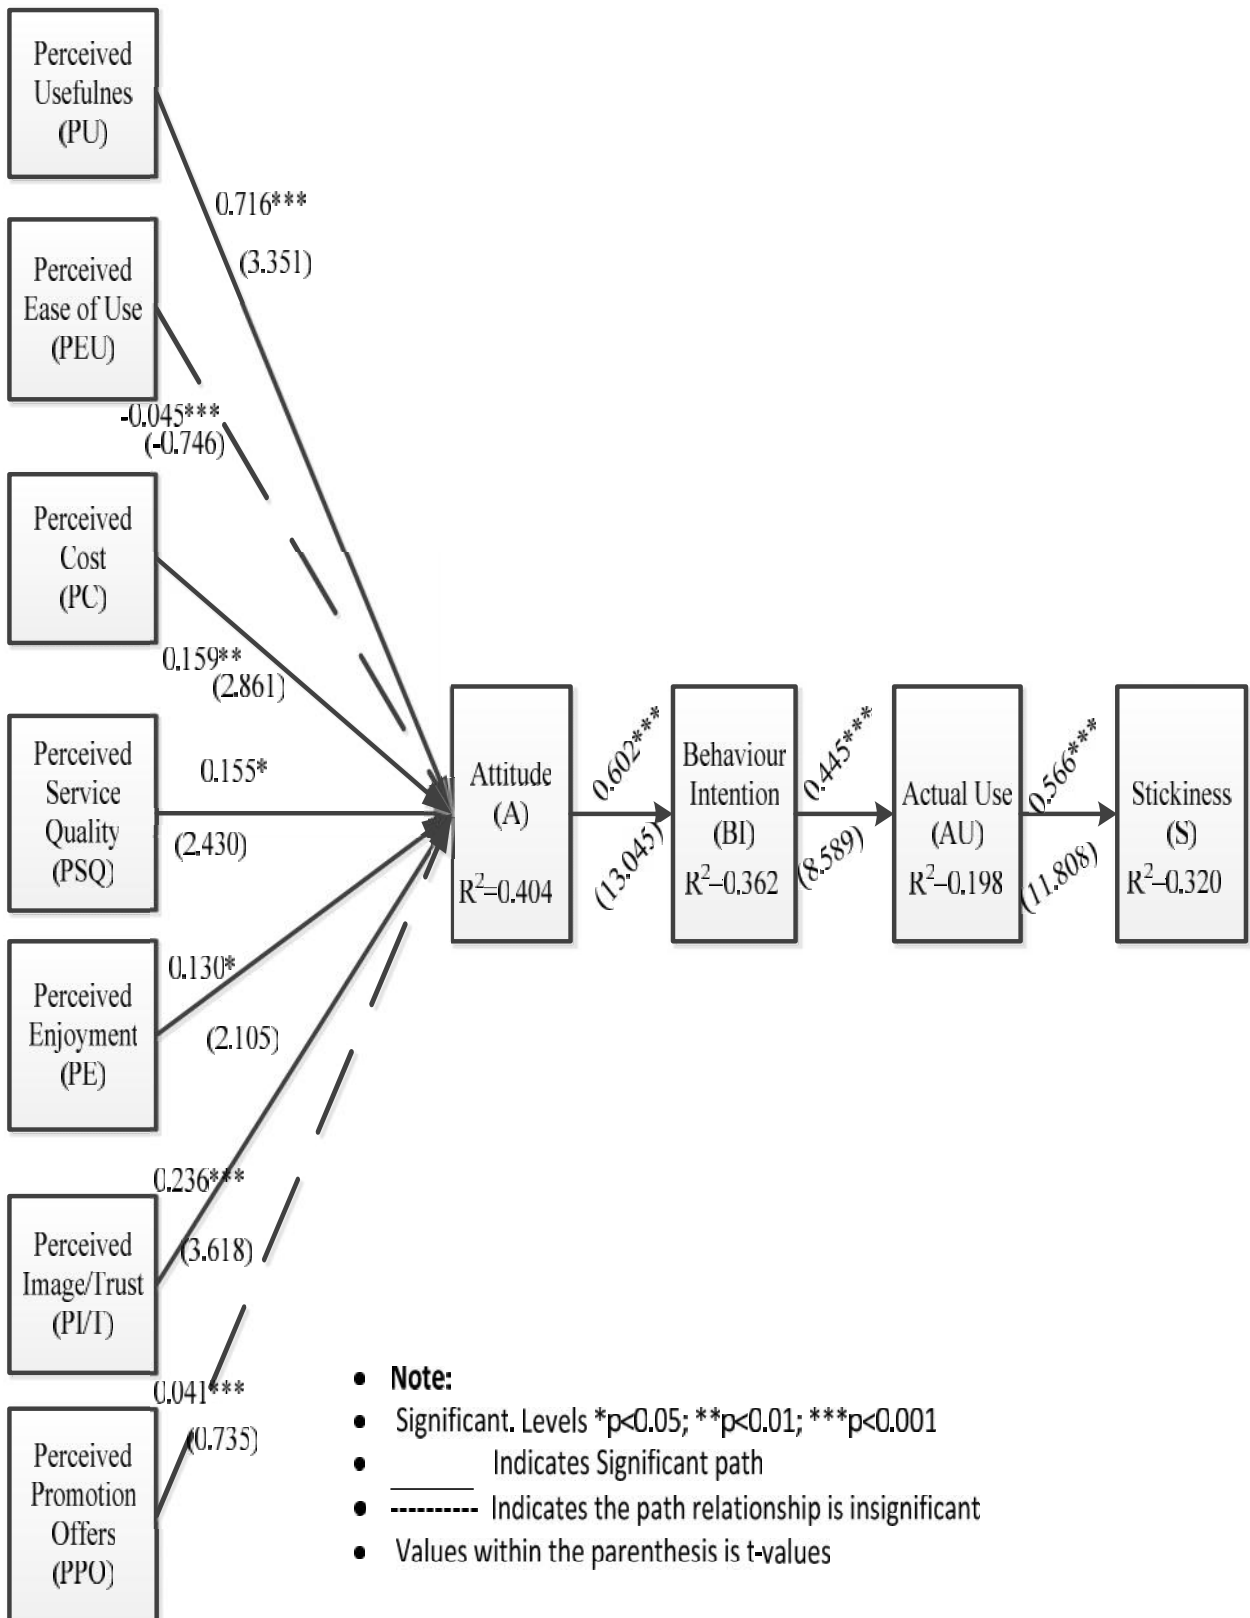 Perceived
Usefulnes
(PU)
0.716***
(3.351)
Perceived
Ease of Use
(PEU)
-0.045***
(-0.746)
Perceived
Cost
(PC)
0.159**
(2.861)
Perceived
Service
Quality
(PSQ)
0.155*
(2.430)
Perceived
Enjoyment
(PE)
0.130*
(2.105)
Perceived
Image/Trust
(PI/T)
0.236***
(3.618)
Perceived
Promotion
Offers
(PPO)
0.041***
(0.735)
Attitude
(A)
R²–0.404
0.602***
(13.045)
Behaviour
Intention
(BI)
R²–0.362
0.445***
(8.589)
Actual Use
(AU)
R²–0.198
0.566***
(11.808)
Stickiness
(S)
R²–0.320
• Note:
• Significant. Levels *p<0.05; **p<0.01; ***p<0.001
• Indicates Significant path
• ---------- Indicates the path relationship is insignificant
• Values within the parenthesis is t-values